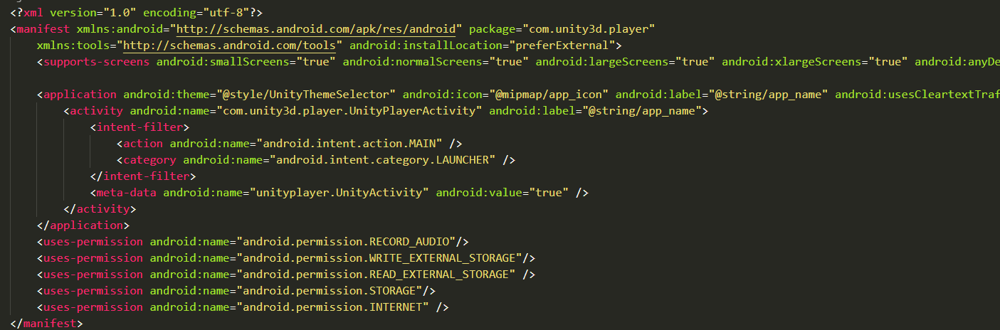 <?xml version="1.0" encoding="utf-8"?>
<manifest xmlns:android="http://schemas.android.com/apk/res/android" package="com.unity3d.player"
xmlns:tools="http://schemas.android.com/tools" android:installLocation="preferExternal">
<supports-screens android:smallScreens="true" android:normalScreens="true" android:largeScreens="true" android:xlargeScreens="true" android:anyDe
<application android:theme="@style/UnityThemeSelector" android:icon="@mipmap/app_icon" android:label="@string/app_name" android:usesCleartextTraf
<activity android:name="com.unity3d.player.UnityPlayerActivity" android:label="@string/app_name">
<intent-filter>
<action android:name="android.intent.action.MAIN" />
<category android:name="android.intent.category.LAUNCHER" />
</intent-filter>
<meta-data android:name="unityplayer.UnityActivity" android:value="true" />
</activity>
</application>
<uses-permission android:name="android.permission.RECORD_AUDIO"/>
<uses-permission android:name="android.permission.WRITE_EXTERNAL_STORAGE"/>
<uses-permission android:name="android.permission.READ_EXTERNAL_STORAGE" />
<uses-permission android:name="android.permission.STORAGE"/>
<uses-permission android:name="android.permission.INTERNET" />
</manifest>